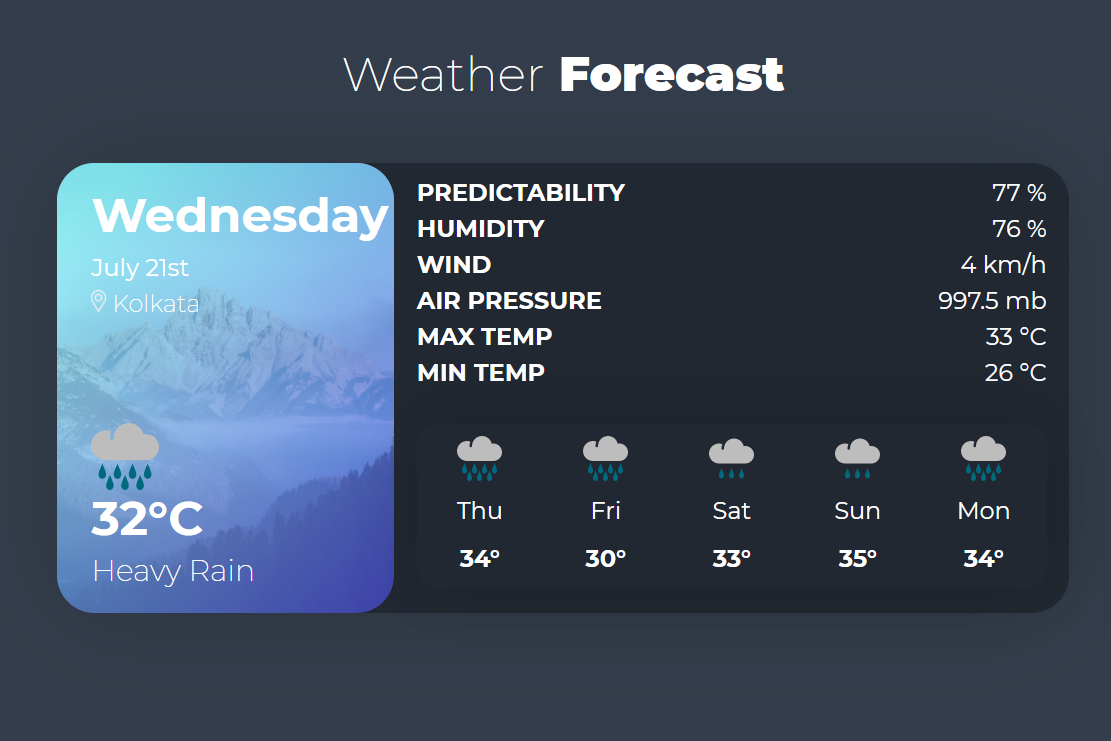 Weather Forecast
Wednesday
July 21st
Kolkata
32°C
Heavy Rain
PREDICTABILITY 77 %
HUMIDITY 76 %
WIND 4 km/h
AIR PRESSURE 997.5 mb
MAX TEMP 33 °C
MIN TEMP 26 °C
Thu Fri Sat Sun Mon
34° 30° 33° 35° 34°